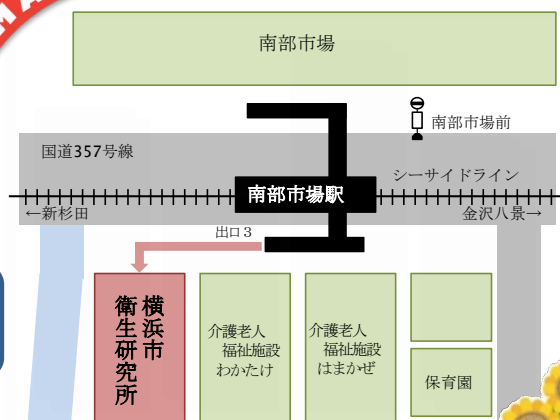 MA
南部市場
南部市場前
国道357号線
シーサイドライン
南部市場駅
←新杉田
金沢八景→
出口3
横浜市
衛生研究所
介護老人
福祉施設
わかたけ
介護老人
福祉施設
はまかぜ
保育園